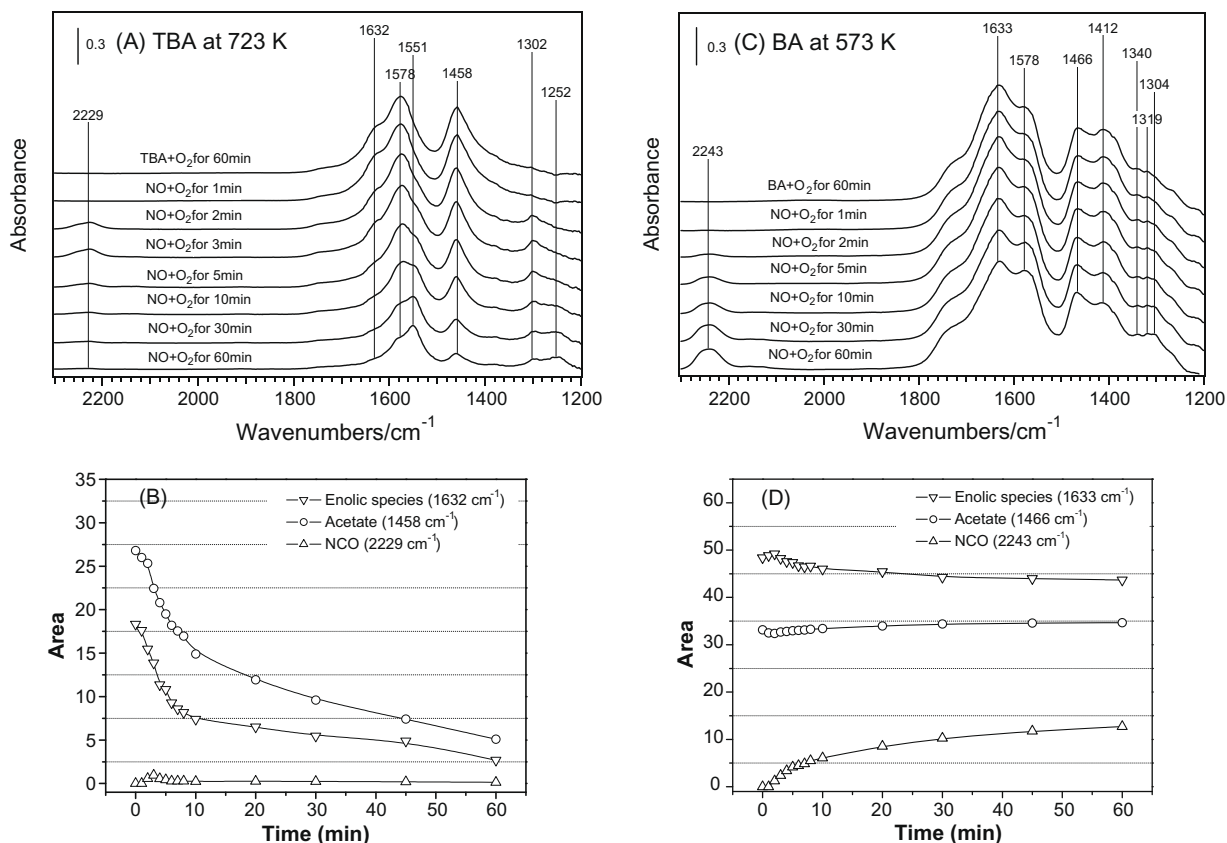 0.3
(A) TBA at 723 K
1632
1578
1551
1458
1302
1252
2229
TBA+O₂for 60min
NO+O₂for 1min
NO+O₂for 2min
NO+O₂for 3min
NO+O₂for 5min
NO+O₂for 10min
NO+O₂for 30min
NO+O₂for 60min
Absorbance
2200 2000 1800 1600 1400 1200
Wavenumbers/cm⁻¹
0.3
(C) BA at 573 K
1633
1578
1466
1412
1340
1304
1319
2243
BA+O₂for 60min
NO+O₂for 1min
NO+O₂for 2min
NO+O₂for 5min
NO+O₂for 10min
NO+O₂for 30min
NO+O₂for 60min
Absorbance
2200 2000 1800 1600 1400 1200
Wavenumbers/cm⁻¹
(B)
Enolic species (1632 cm⁻¹)
Acetate (1458 cm⁻¹)
NCO (2229 cm⁻¹)
Area
35
30
25
20
15
10
5
0
0 10 20 30 40 50 60
Time (min)
(D)
Enolic species (1633 cm⁻¹)
Acetate (1466 cm⁻¹)
NCO (2243 cm⁻¹)
Area
60
50
40
30
20
10
0
0 10 20 30 40 50 60
Time (min)